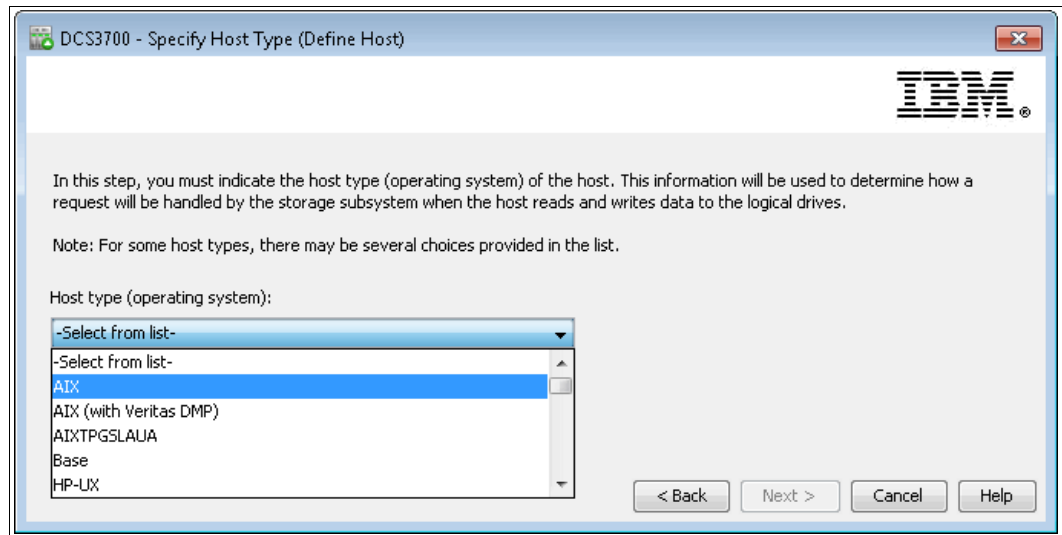 DCS3700 - Specify Host Type (Define Host)
IBM®
In this step, you must indicate the host type (operating system) of the host. This information will be used to determine how a
request will be handled by the storage subsystem when the host reads and writes data to the logical drives.
Note: For some host types, there may be several choices provided in the list.
Host type (operating system):
-Select from list-
-Select from list-
AIX
AIX (with Veritas DMP)
AIXTPGSLAUA
Base
HP-UX
< Back
Next >
Cancel
Help